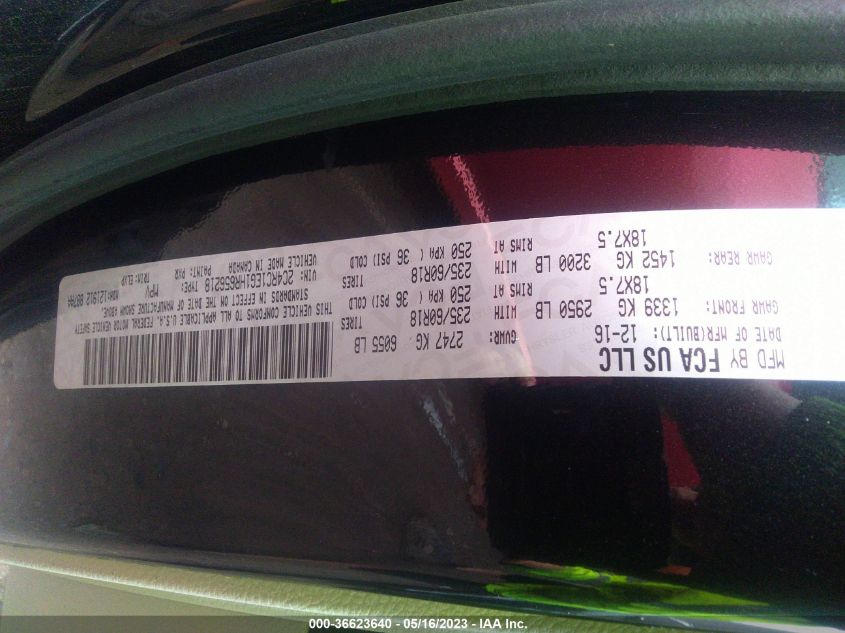 MFD BY FCA US LLC
DATE OF MFR(BUILT): 12-16 GVWR: 2747 KG 6055 LB
TIRES
GAWR FRONT: 1339 KG 2950 LB WITH 235/60R18
18X7.5 RIMS AT 250 KPA ( 36 PSI) COLD
TIRES
GAWR REAR: 1452 KG 3200 LB WITH 235/60R18
18X7.5 RIMS AT 250 KPA ( 36 PSI) COLD
THIS VEHICLE CONFORMS TO ALL APPLICABLE U.S.A. FEDERAL MOTOR VEHICLE SAFETY
STANDARDS IN EFFECT ON THE DATE OF MANUFACTURE SHOWN ABOVE.
VIN: 2C4RC1EG1HR656218 TYPE: MPV MDH:121912 087AA
VEHICLE MADE IN CANADA PAINT: PXR TRIM: ELXP
000-36623640 - 05/16/2023 - IAA Inc.